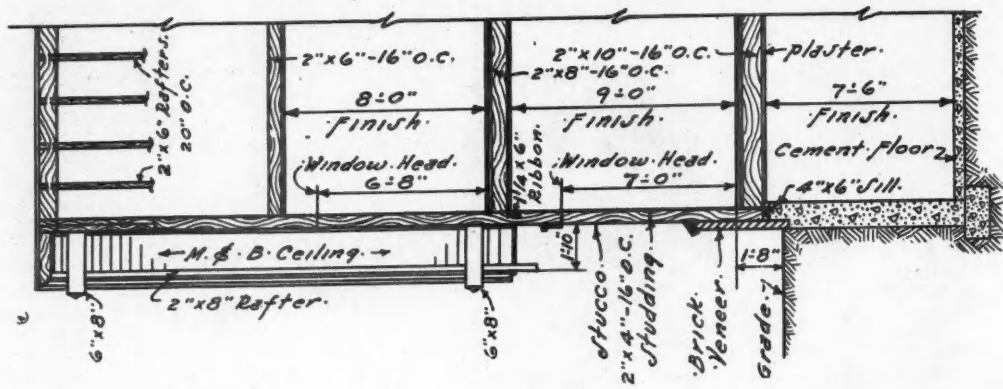 2"x6" Rafters.
20" O.C.
2"x6"-16" O.C.
8'-0"
Finish.
Window Head.
6'-8"
2"x8"-16" O.C.
1 1/4"x6"
Ribbon.
2"x10"-16" O.C.
9'-0"
Finish.
Window Head.
7'-0"
plaster.
7'-6"
Finish.
Cement Floor
4"x6" Sill.
M. & B. Ceiling
2"x8" Rafter.
6"x8"
6"x8"
1'-10"
Stucco.
2"x4"-16" O.C.
Studding
Brick
Veneer.
1'-8"
Grade